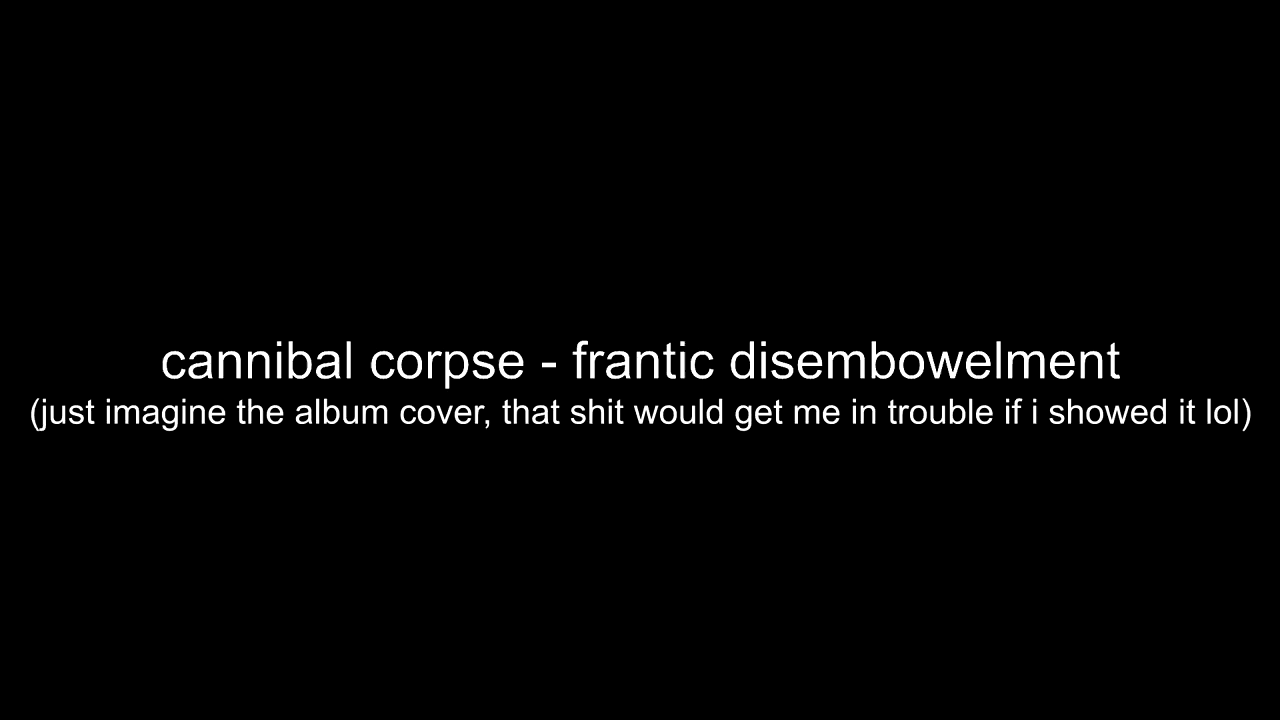 cannibal corpse - frantic disembowelment
(just imagine the album cover, that shit would get me in trouble if i showed it lol)